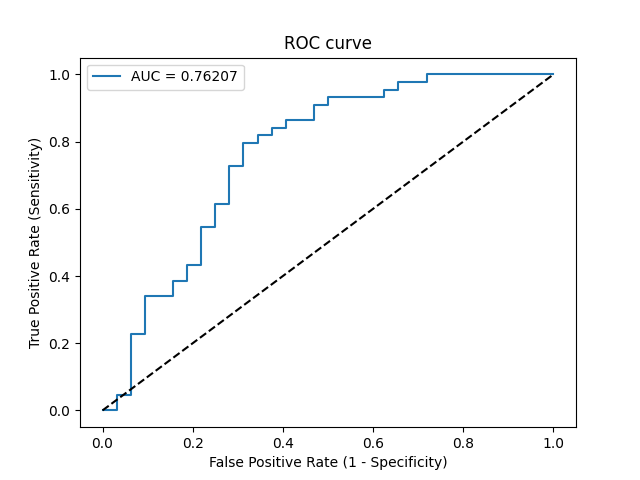 ROC curve
AUC = 0.76207
1.0
0.8
0.6
0.4
0.2
0.0
True Positive Rate (Sensitivity)
0.0 0.2 0.4 0.6 0.8 1.0
False Positive Rate (1 - Specificity)